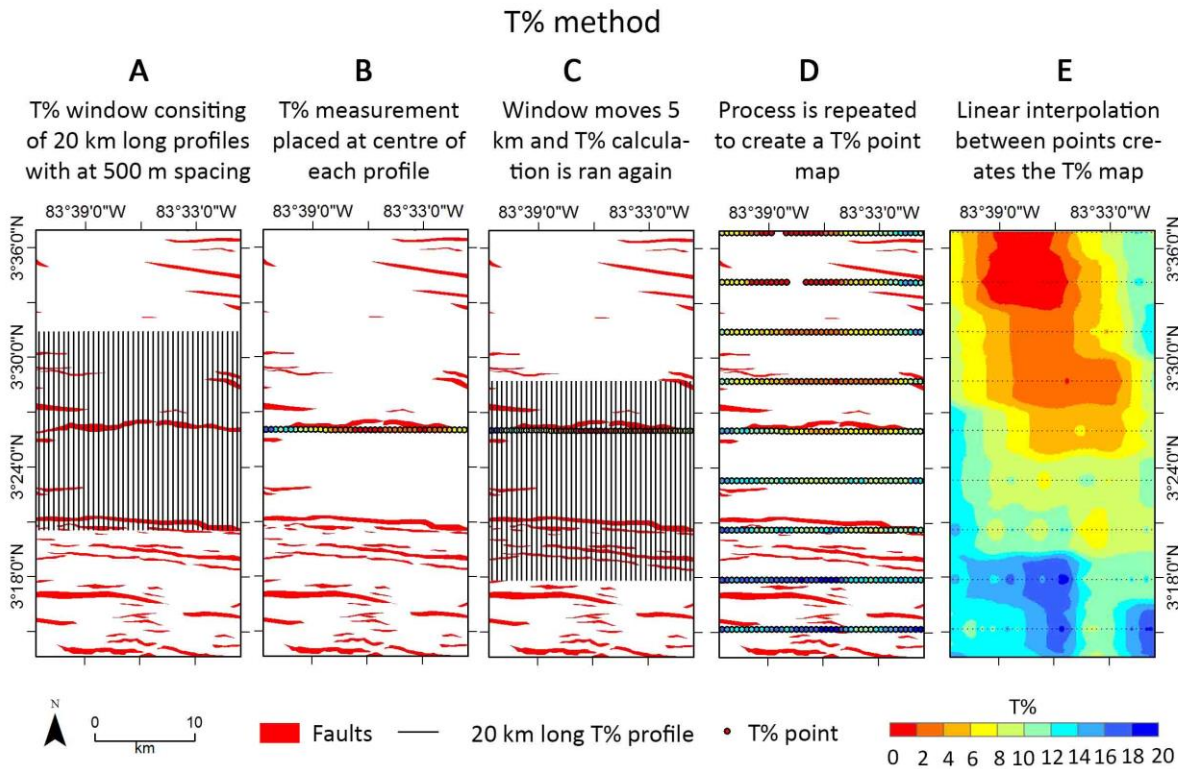 T% method
A
T% window consiting
of 20 km long profiles
with at 500 m spacing
B
T% measurement
placed at centre of
each profile
C
Window moves 5
km and T% calcula-
tion is ran again
D
Process is repeated
to create a T% point
map
E
Linear interpolation
between points cre-
ates the T% map
83°39'0"W 83°33'0"W
83°39'0"W 83°33'0"W
83°39'0"W 83°33'0"W
83°39'0"W 83°33'0"W
83°39'0"W 83°33'0"W
3°36'0"N
3°30'0"N
3°24'0"N
3°18'0"N
3°36'0"N
3°30'0"N
3°24'0"N
3°18'0"N
N
0 10
km
Faults
20 km long T% profile
T% point
T%
0 2 4 6 8 10 12 14 16 18 20